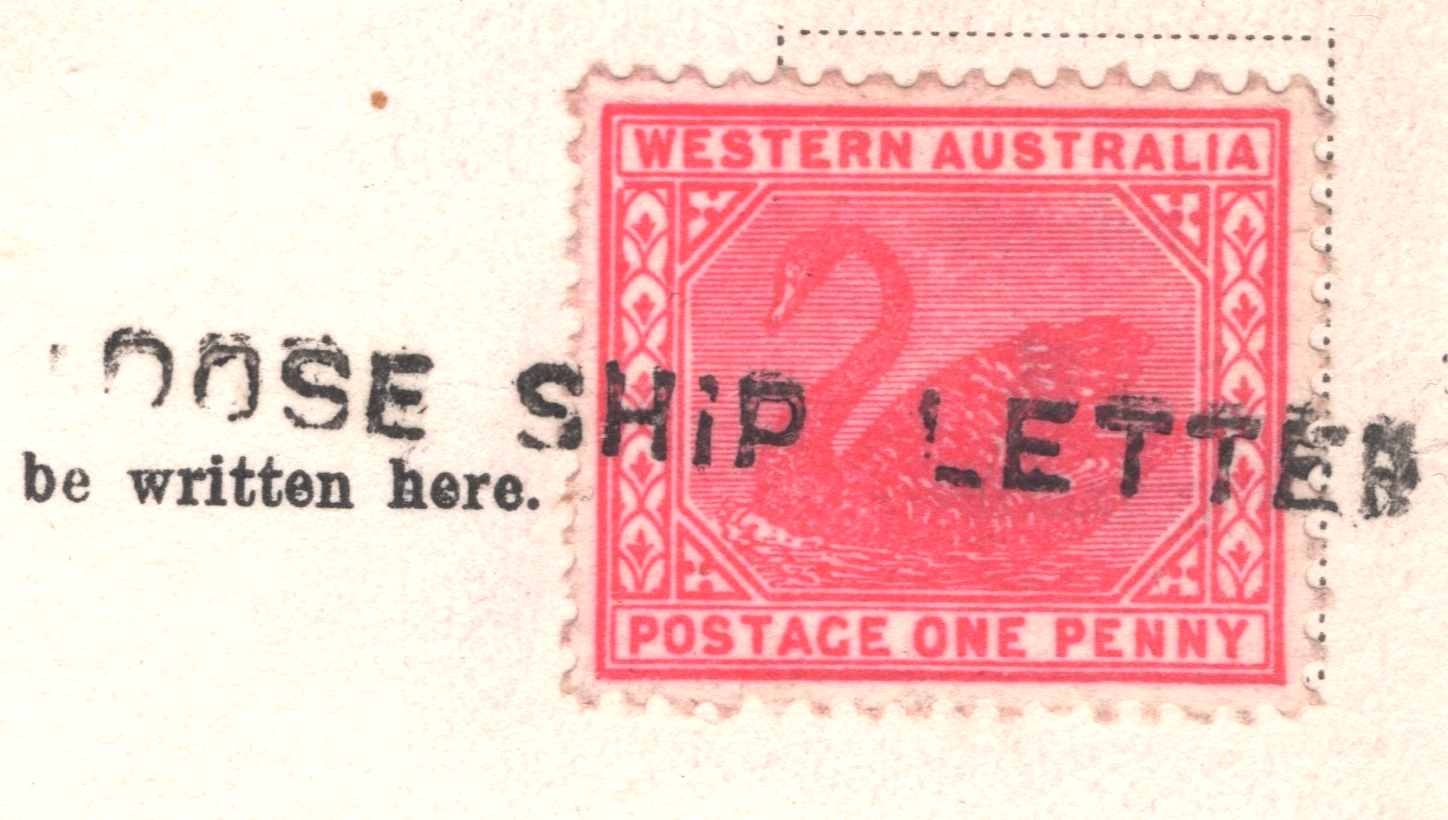 WESTERN AUSTRALIA
OOSE SHiP LETTER
be written here.
POSTAGE ONE PENNY